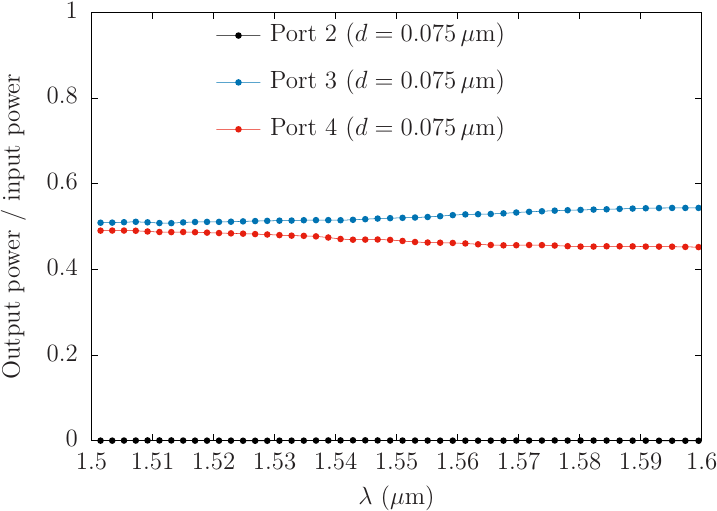 Port 2 (d = 0.075 μm)
Port 3 (d = 0.075 μm)
Port 4 (d = 0.075 μm)
Output power / input power
1
0.8
0.6
0.4
0.2
0
1.5 1.51 1.52 1.53 1.54 1.55 1.56 1.57 1.58 1.59 1.6
λ (μm)